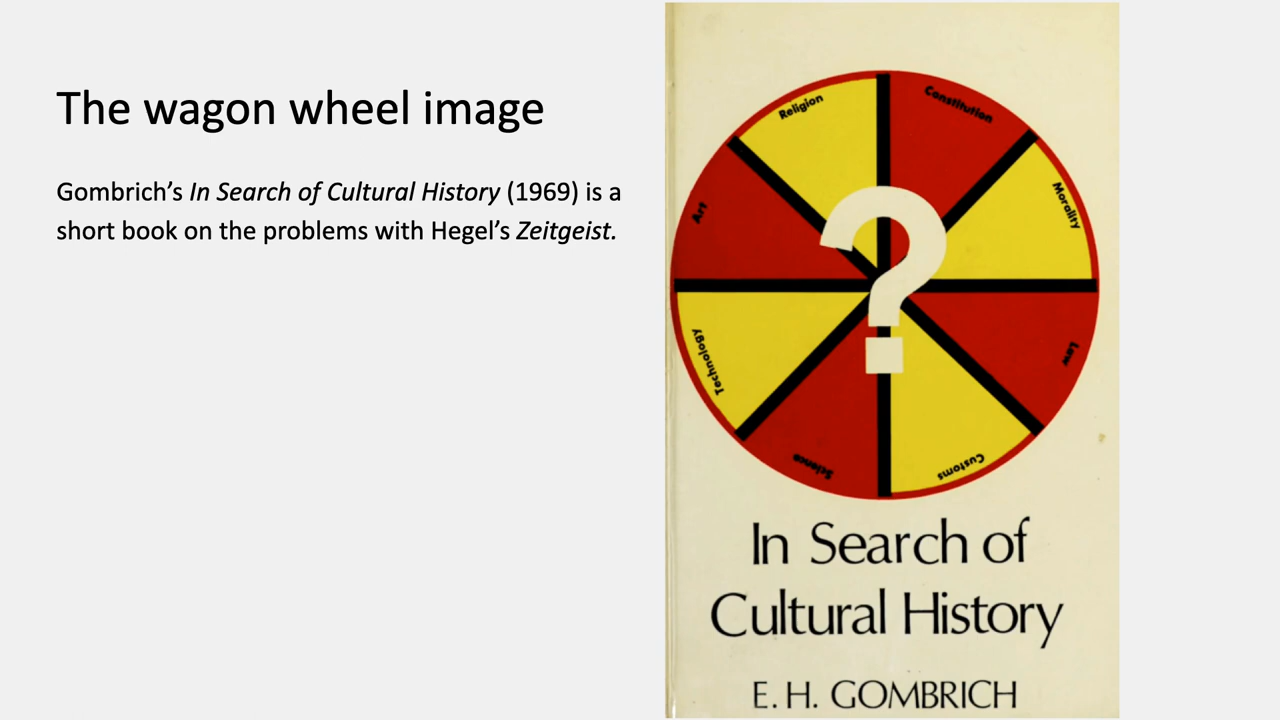 The wagon wheel image
Gombrich’s In Search of Cultural History (1969) is a
short book on the problems with Hegel’s Zeitgeist.
Religion
Constitution
Art
Morality
Technology
Law
Science
Customs
?
In Search of
Cultural History
E. H. GOMBRICH